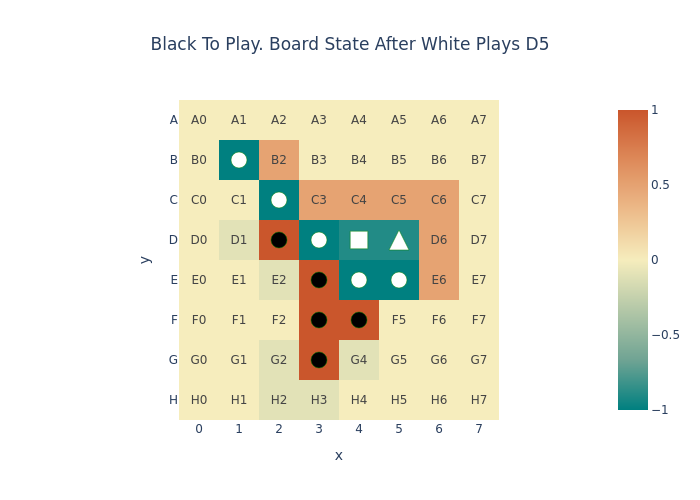 Black To Play. Board State After White Plays D5
A A0 A1 A2 A3 A4 A5 A6 A7
B B0 B2 B3 B4 B5 B6 B7
C C0 C1 C3 C4 C5 C6 C7
D D0 D1 D6 D7
E E0 E1 E2 E6 E7
F F0 F1 F2 F5 F6 F7
G G0 G1 G2 G4 G5 G6 G7
H H0 H1 H2 H3 H4 H5 H6 H7
0 1 2 3 4 5 6 7
x
y
1
0.5
0
−0.5
−1